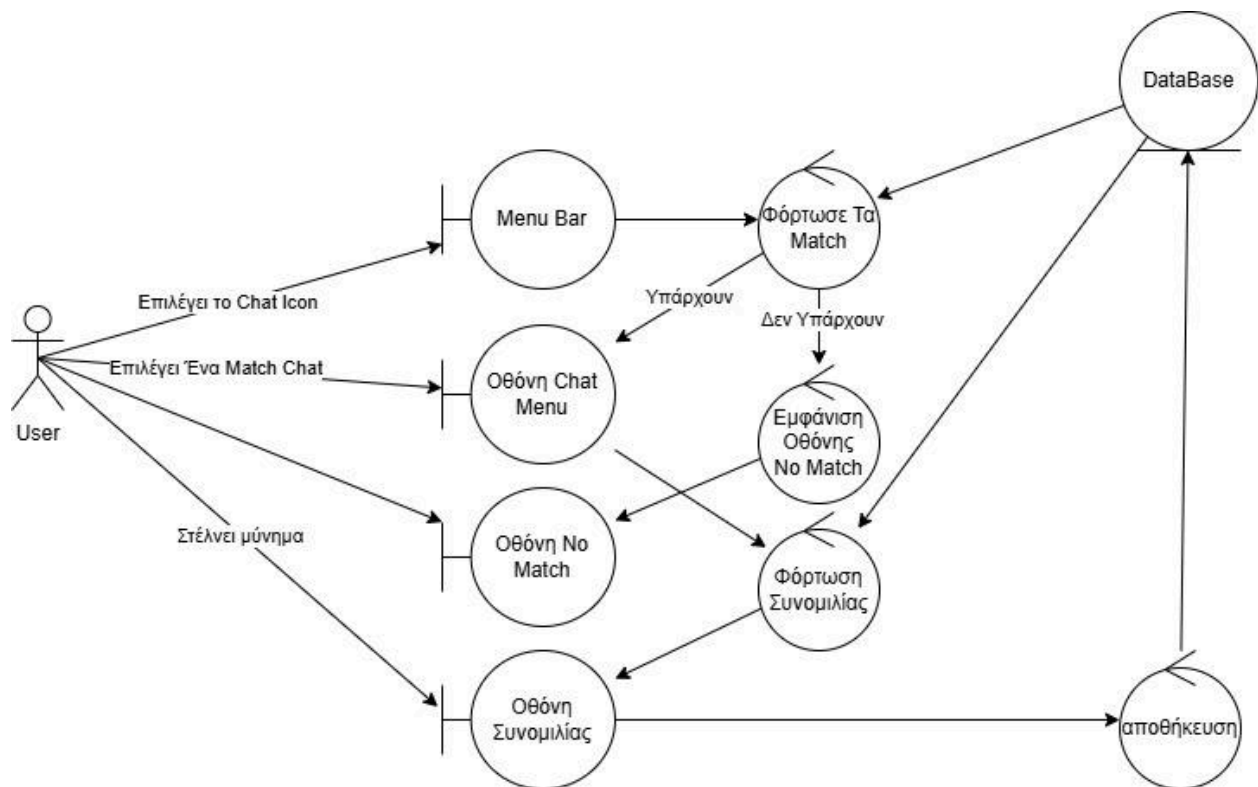 DataBase
Menu Bar
Φόρτωσε Τα
Match
Επιλέγει το Chat Icon
Υπάρχουν
Δεν Υπάρχουν
Επιλέγει Ένα Match Chat
Οθόνη Chat
Menu
User
Εμφάνιση
Οθόνης
No Match
Στέλνει μύνημα
Οθόνη No
Match
Φόρτωση
Συνομιλίας
Οθόνη
Συνομιλίας
αποθήκευση